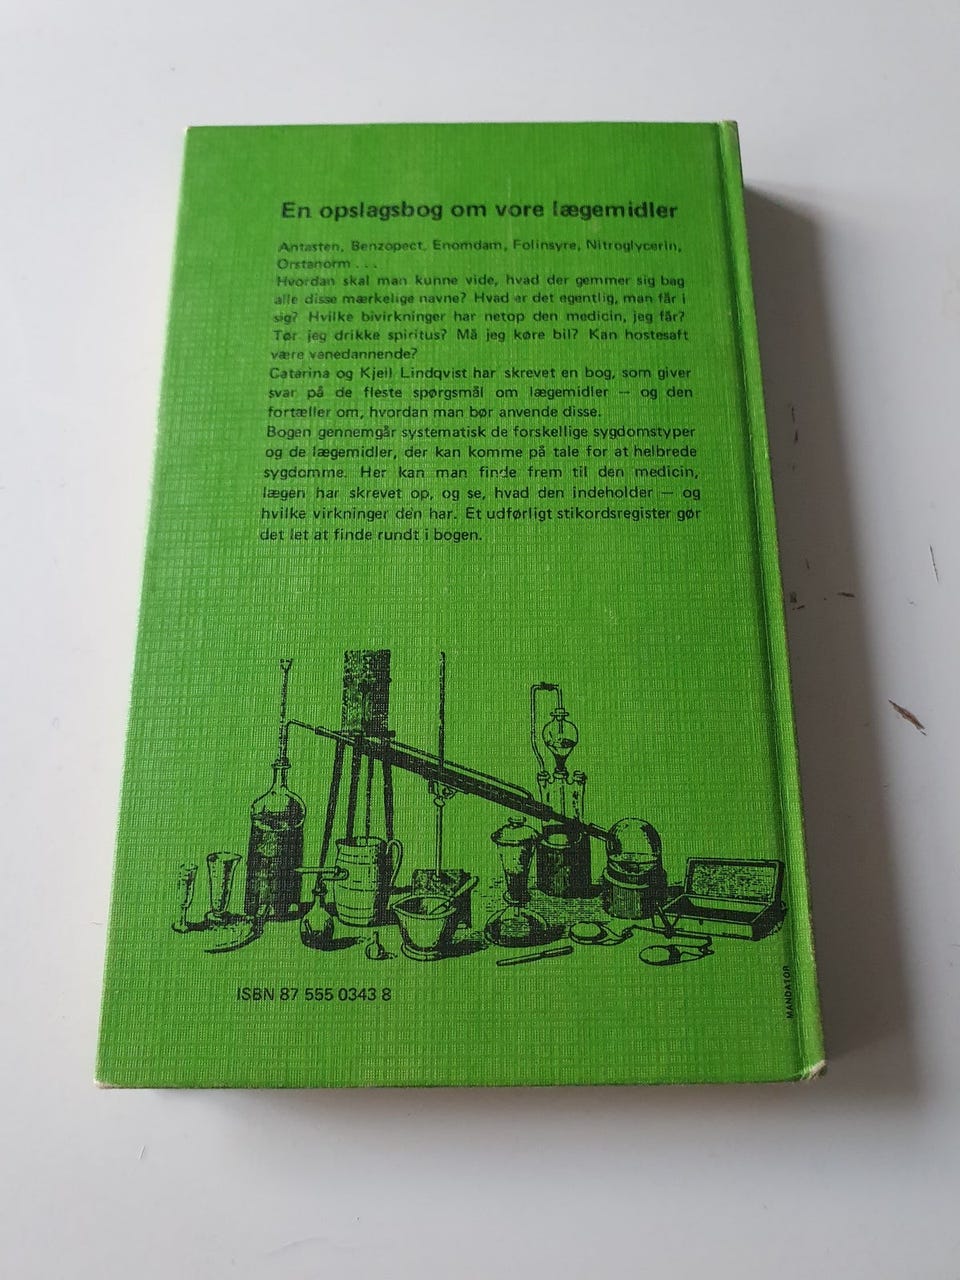 En opslagsbog om vore lægemidler
Antasten, Benzopect, Enomdam, Folinsyre, Nitroglycerin,
Orstanorm . . .
Hvordan skal man kunne vide, hvad der gemmer sig bag
alle disse mærkelige navne? Hvad er det egentlig, man får i
sig? Hvilke bivirkninger har netop den medicin, jeg får?
Tør jeg drikke spiritus? Må jeg køre bil? Kan hostesaft
være vanedannende?
Catarina og Kjell Lindqvist har skrevet en bog, som giver
svar på de fleste spørgsmål om lægemidler — og den
fortæller om, hvordan man bør anvende disse.
Bogen gennemgår systematisk de forskellige sygdomstyper
og de lægemidler, der kan komme på tale for at helbrede
sygdomme. Her kan man finde frem til den medicin,
lægen har skrevet op, og se, hvad den indeholder — og
hvilke virkninger den har. Et udførligt stikordsregister gør
det let at finde rundt i bogen.
ISBN 87 555 0343 8
MANDATOR